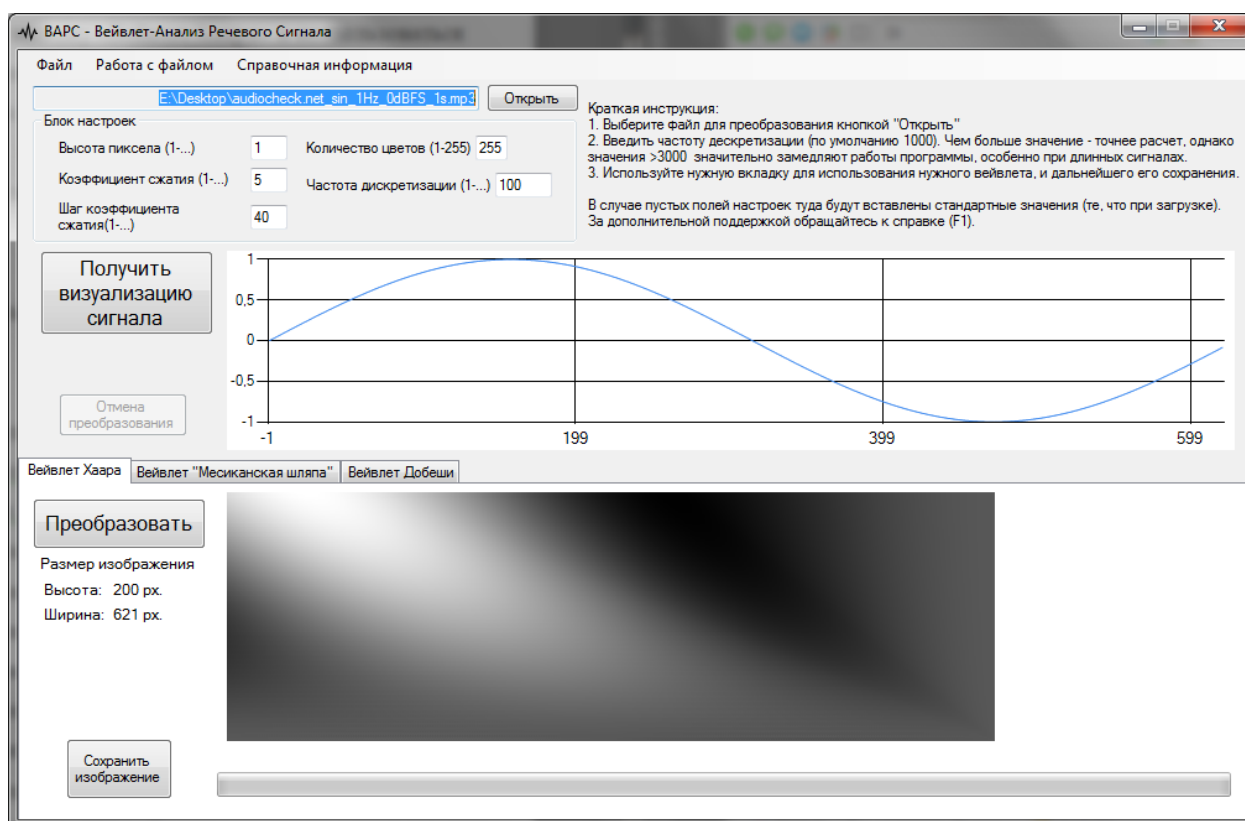 ВАРС - Вейвлет-Анализ Речевого Сигнала
Файл Работа с файлом Справочная информация
E:\Desktop\audiocheck.net_sin_1Hz_0dBFS_1s.mp3 Открыть
Блок настроек
Высота пиксела (1-...) 1 Количество цветов (1-255) 255
Коэффициент сжатия (1-...) 5 Частота дискретизации (1-...) 100
Шаг коэффициента
сжатия(1-...) 40
Краткая инструкция:
1. Выберите файл для преобразования кнопкой "Открыть"
2. Введить частоту дескретизации (по умолчанию 1000). Чем больше значение - точнее расчет, однако
значения >3000 значительно замедляют работы программы, особенно при длинных сигналах.
3. Используйте нужную вкладку для использования нужного вейвлета, и дальнейшего его сохранения.
В случае пустых полей настроек туда будут вставлены стандартные значения (те, что при загрузке).
За дополнительной поддержкой обращайтесь к справке (F1).
Получить
визуализацию
сигнала
Отмена
преобразования
1
0,5
0
-0,5
-1
-1 199 399 599
Вейвлет Хаара Вейвлет "Месиканская шляпа" Вейвлет Добеши
Преобразовать
Размер изображения
Высота: 200 px.
Ширина: 621 px.
Сохранить
изображение